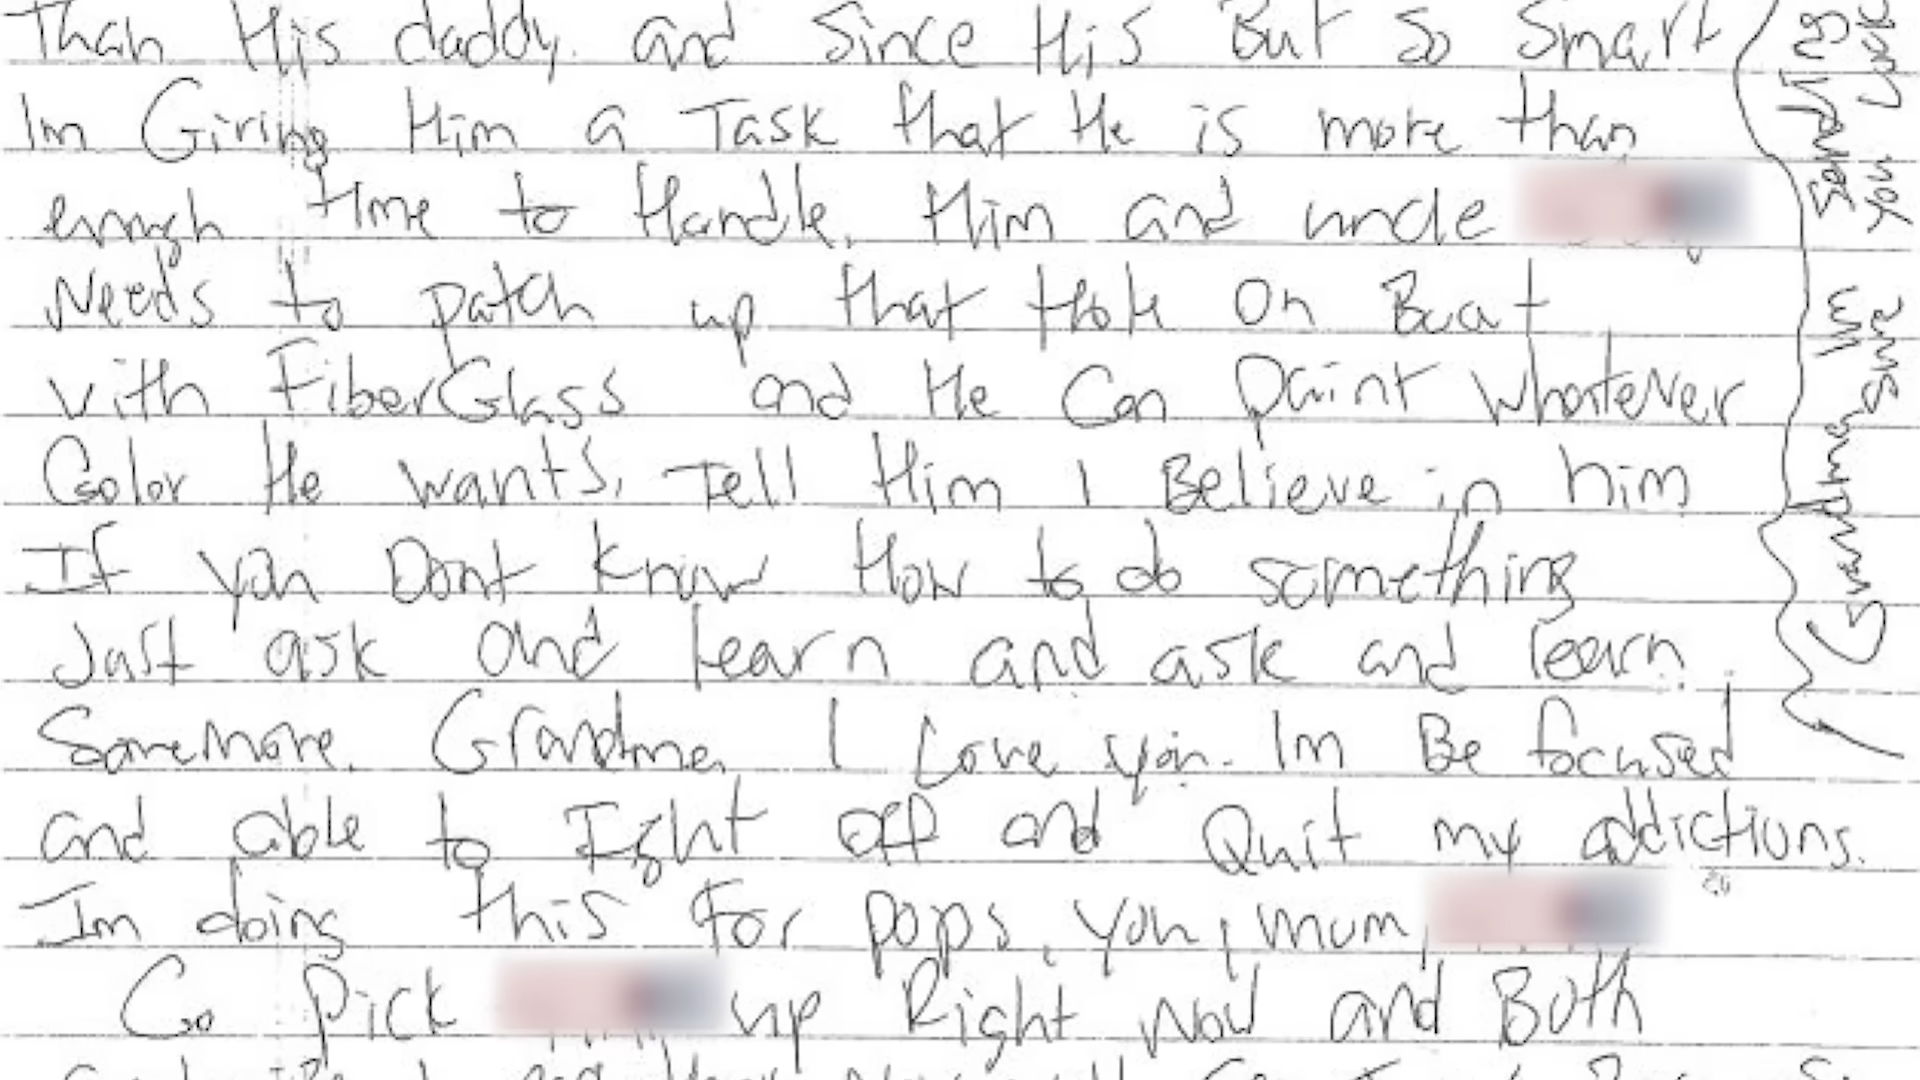 Than His daddy. and Since His But So Smart
Im Giving Him a Task that He is more than
enough time to Handle. Him and uncle
Needs to patch up that Hole On Boat
with FiberGlass and He Can Paint whatever
Color He wants. Tell Him I Believe in him
If you Dont know How to do something
Just ask and learn and ask and learn
Somemore. Grandma I Love you. Im Be focused
and able to Fight off and Quit my addictions.
Im doing this for pops, you, mum,
Go Pick up Right Now and Both
Sending
You Love